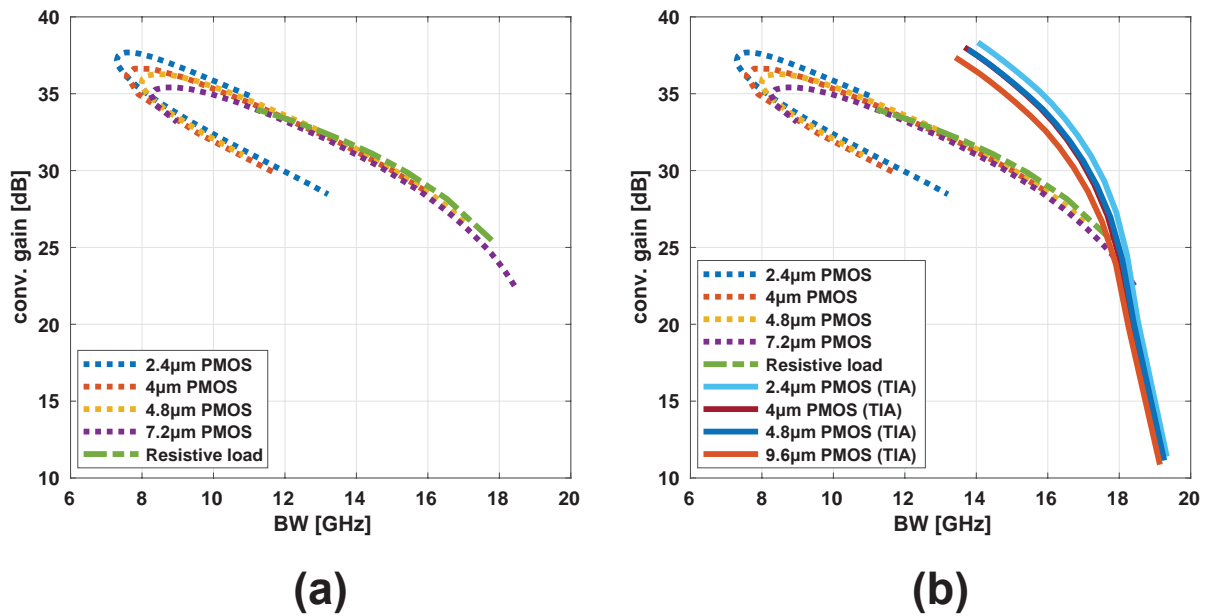 40
35
30
25
20
15
10
conv. gain [dB]
2.4µm PMOS
4µm PMOS
4.8µm PMOS
7.2µm PMOS
Resistive load
6 8 10 12 14 16 18 20
BW [GHz]
(a)
40
35
30
25
20
15
10
conv. gain [dB]
2.4µm PMOS
4µm PMOS
4.8µm PMOS
7.2µm PMOS
Resistive load
2.4µm PMOS (TIA)
4µm PMOS (TIA)
4.8µm PMOS (TIA)
9.6µm PMOS (TIA)
6 8 10 12 14 16 18 20
BW [GHz]
(b)